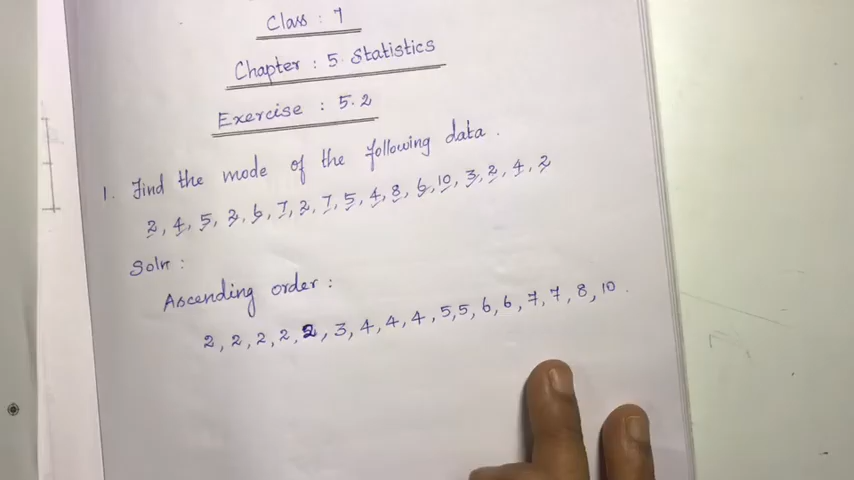 Class : 7
Chapter : 5. Statistics
Exercise : 5.2
1. Find the mode of the following data.
2, 4, 5, 2, 6, 7, 2, 7, 5, 4, 8, 6, 10, 3, 2, 4, 2
Soln :
Ascending order :
2, 2, 2, 2, 2, 3, 4, 4, 4, 5, 5, 6, 6, 7, 7, 8, 10.